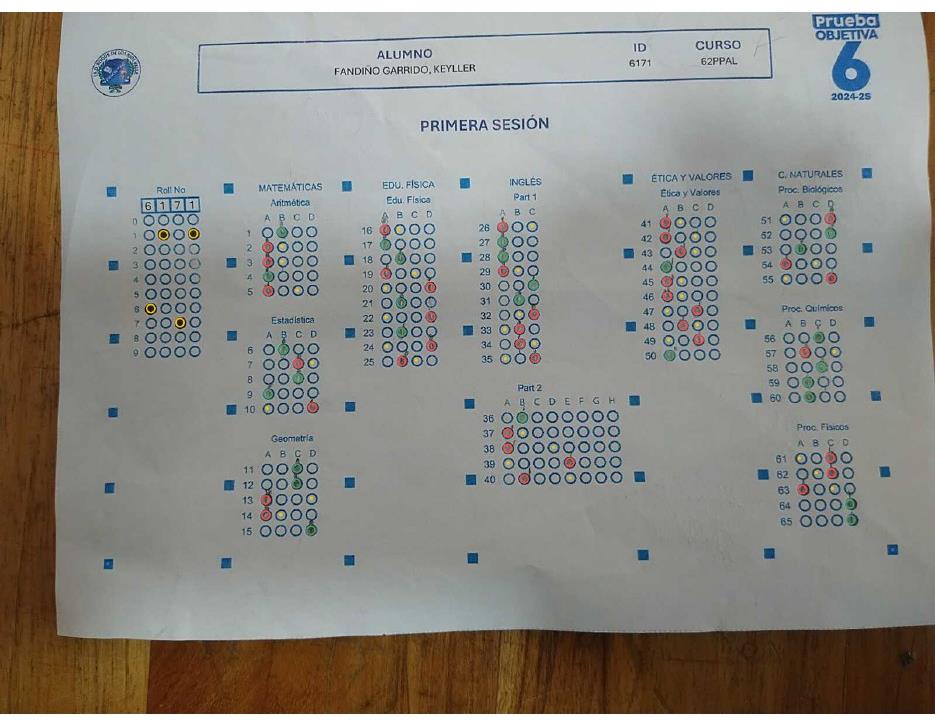 Prueba
OBJETIVA
6
2024-2S
ALUMNO
FANDIÑO GARRIDO, KEYLLER
ID
6171
CURSO
62PPAL
PRIMERA SESIÓN
Roll No
6 1 7 1
0
1
2
3
4
5
6
7
8
9
MATEMÁTICAS
Aritmética
A B C D
1
2
3
4
5
Estadística
A B C D
6
7
8
9
10
Geometría
A B C D
11
12
13
14
15
EDU. FÍSICA
Edu. Física
A B C D
16
17
18
19
20
21
22
23
24
25
INGLÉS
Part 1
A B C
26
27
28
29
30
31
32
33
34
35
Part 2
A B C D E F G H
36
37
38
39
40
ÉTICA Y VALORES
Ética y Valores
A B C D
41
42
43
44
45
46
47
48
49
50
C. NATURALES
Proc. Biológicos
A B C D
51
52
53
54
55
Proc. Químicos
A B C D
56
57
58
59
60
Proc. Físicos
A B C D
61
62
63
64
65